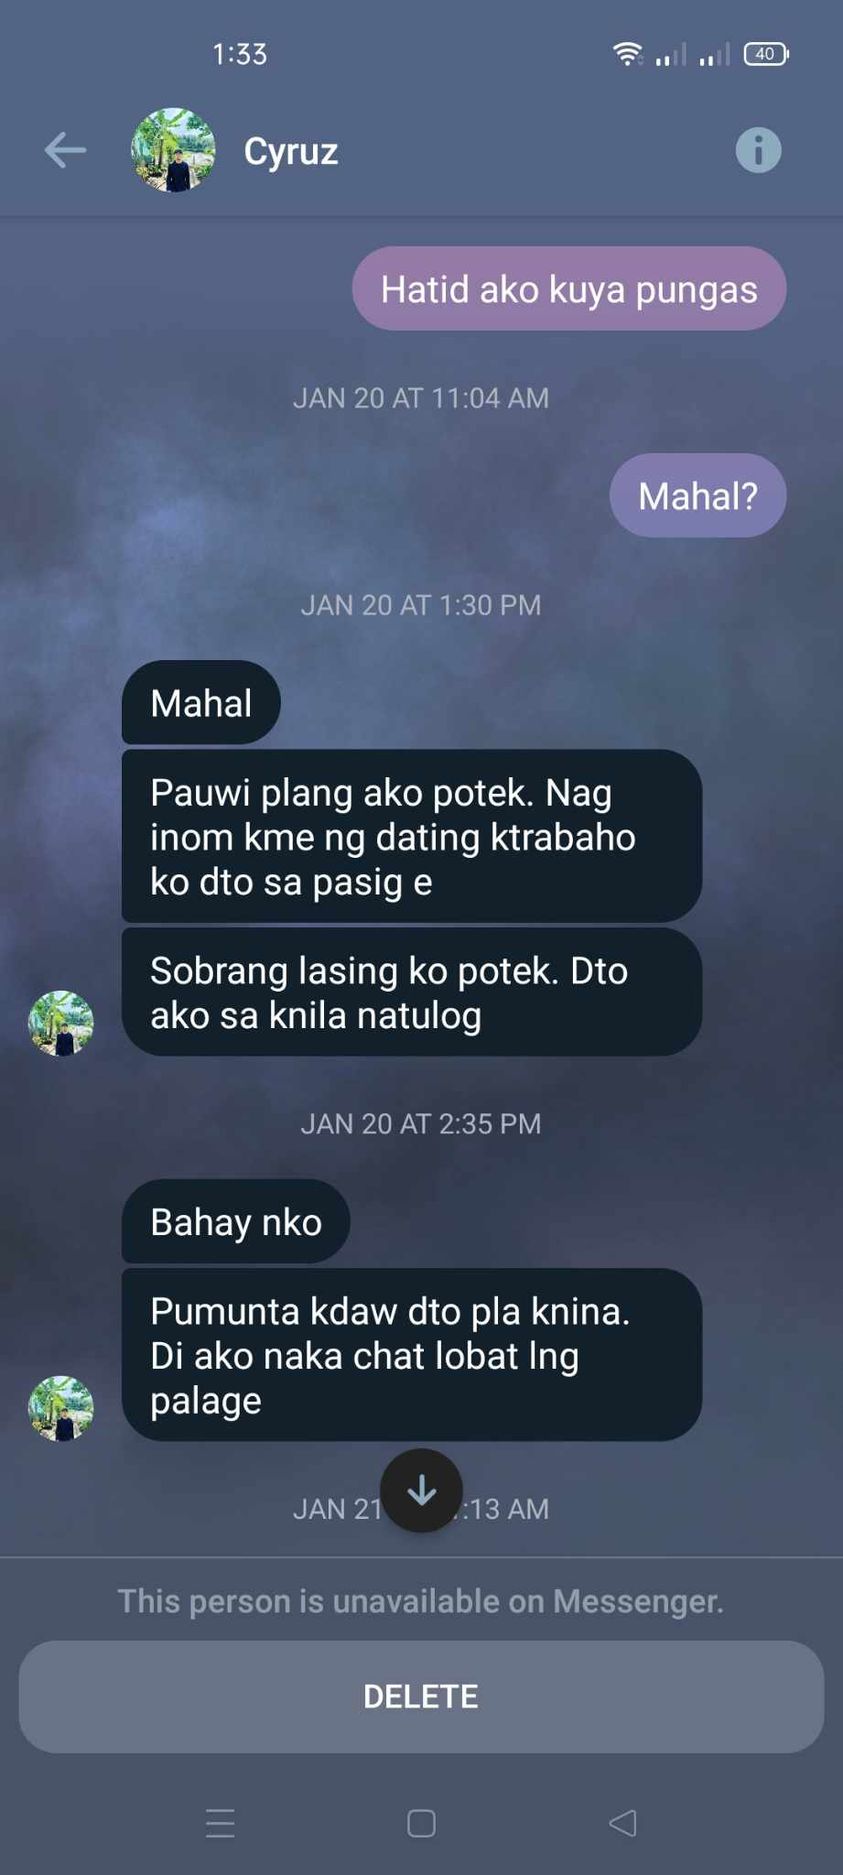 1:33
40
Cyruz
Hatid ako kuya pungas
JAN 20 AT 11:04 AM
Mahal?
JAN 20 AT 1:30 PM
Mahal
Pauwi plang ako potek. Nag
inom kme ng dating ktrabaho
ko dto sa pasig e
Sobrang lasing ko potek. Dto
ako sa knila natulog
JAN 20 AT 2:35 PM
Bahay nko
Pumunta kdaw dto pla knina.
Di ako naka chat lobat lng
palage
JAN 21 :13 AM
This person is unavailable on Messenger.
DELETE